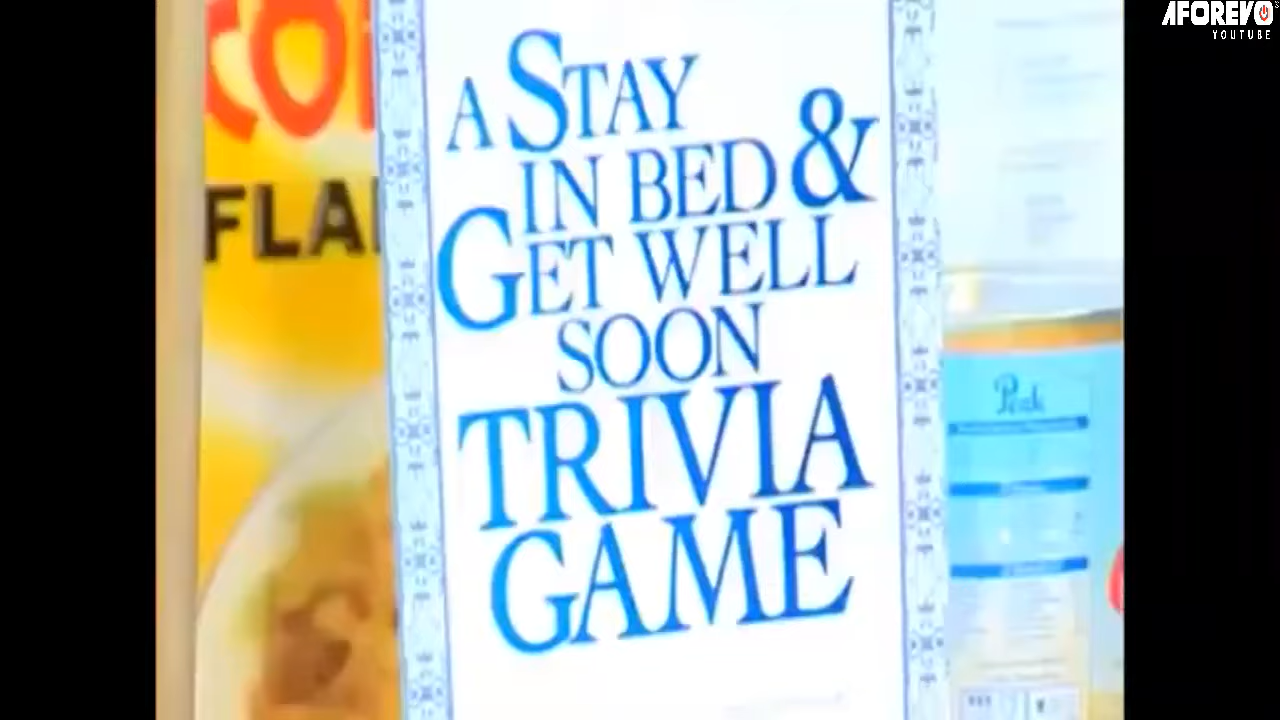 AFOREVO
YOUTUBE
FLA
A STAY
IN BED &
GET WELL
SOON
TRIVIA
GAME
Peak